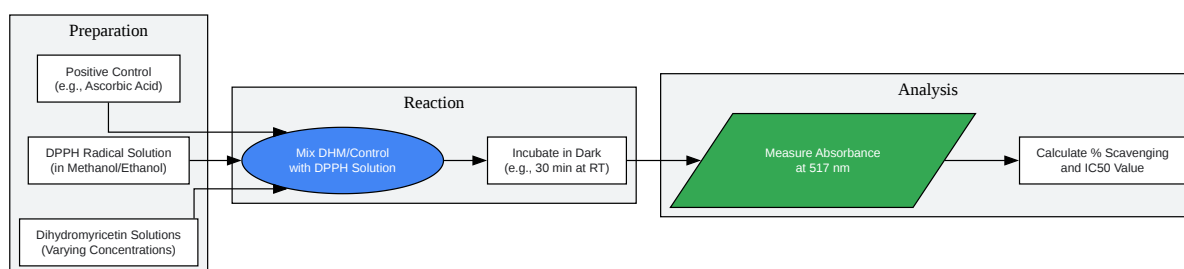 Preparation
Positive Control
(e.g., Ascorbic Acid)
DPPH Radical Solution
(in Methanol/Ethanol)
Dihydromyricetin Solutions
(Varying Concentrations)
Reaction
Mix DHM/Control
with DPPH Solution
Incubate in Dark
(e.g., 30 min at RT)
Analysis
Measure Absorbance
at 517 nm
Calculate % Scavenging
and IC50 Value